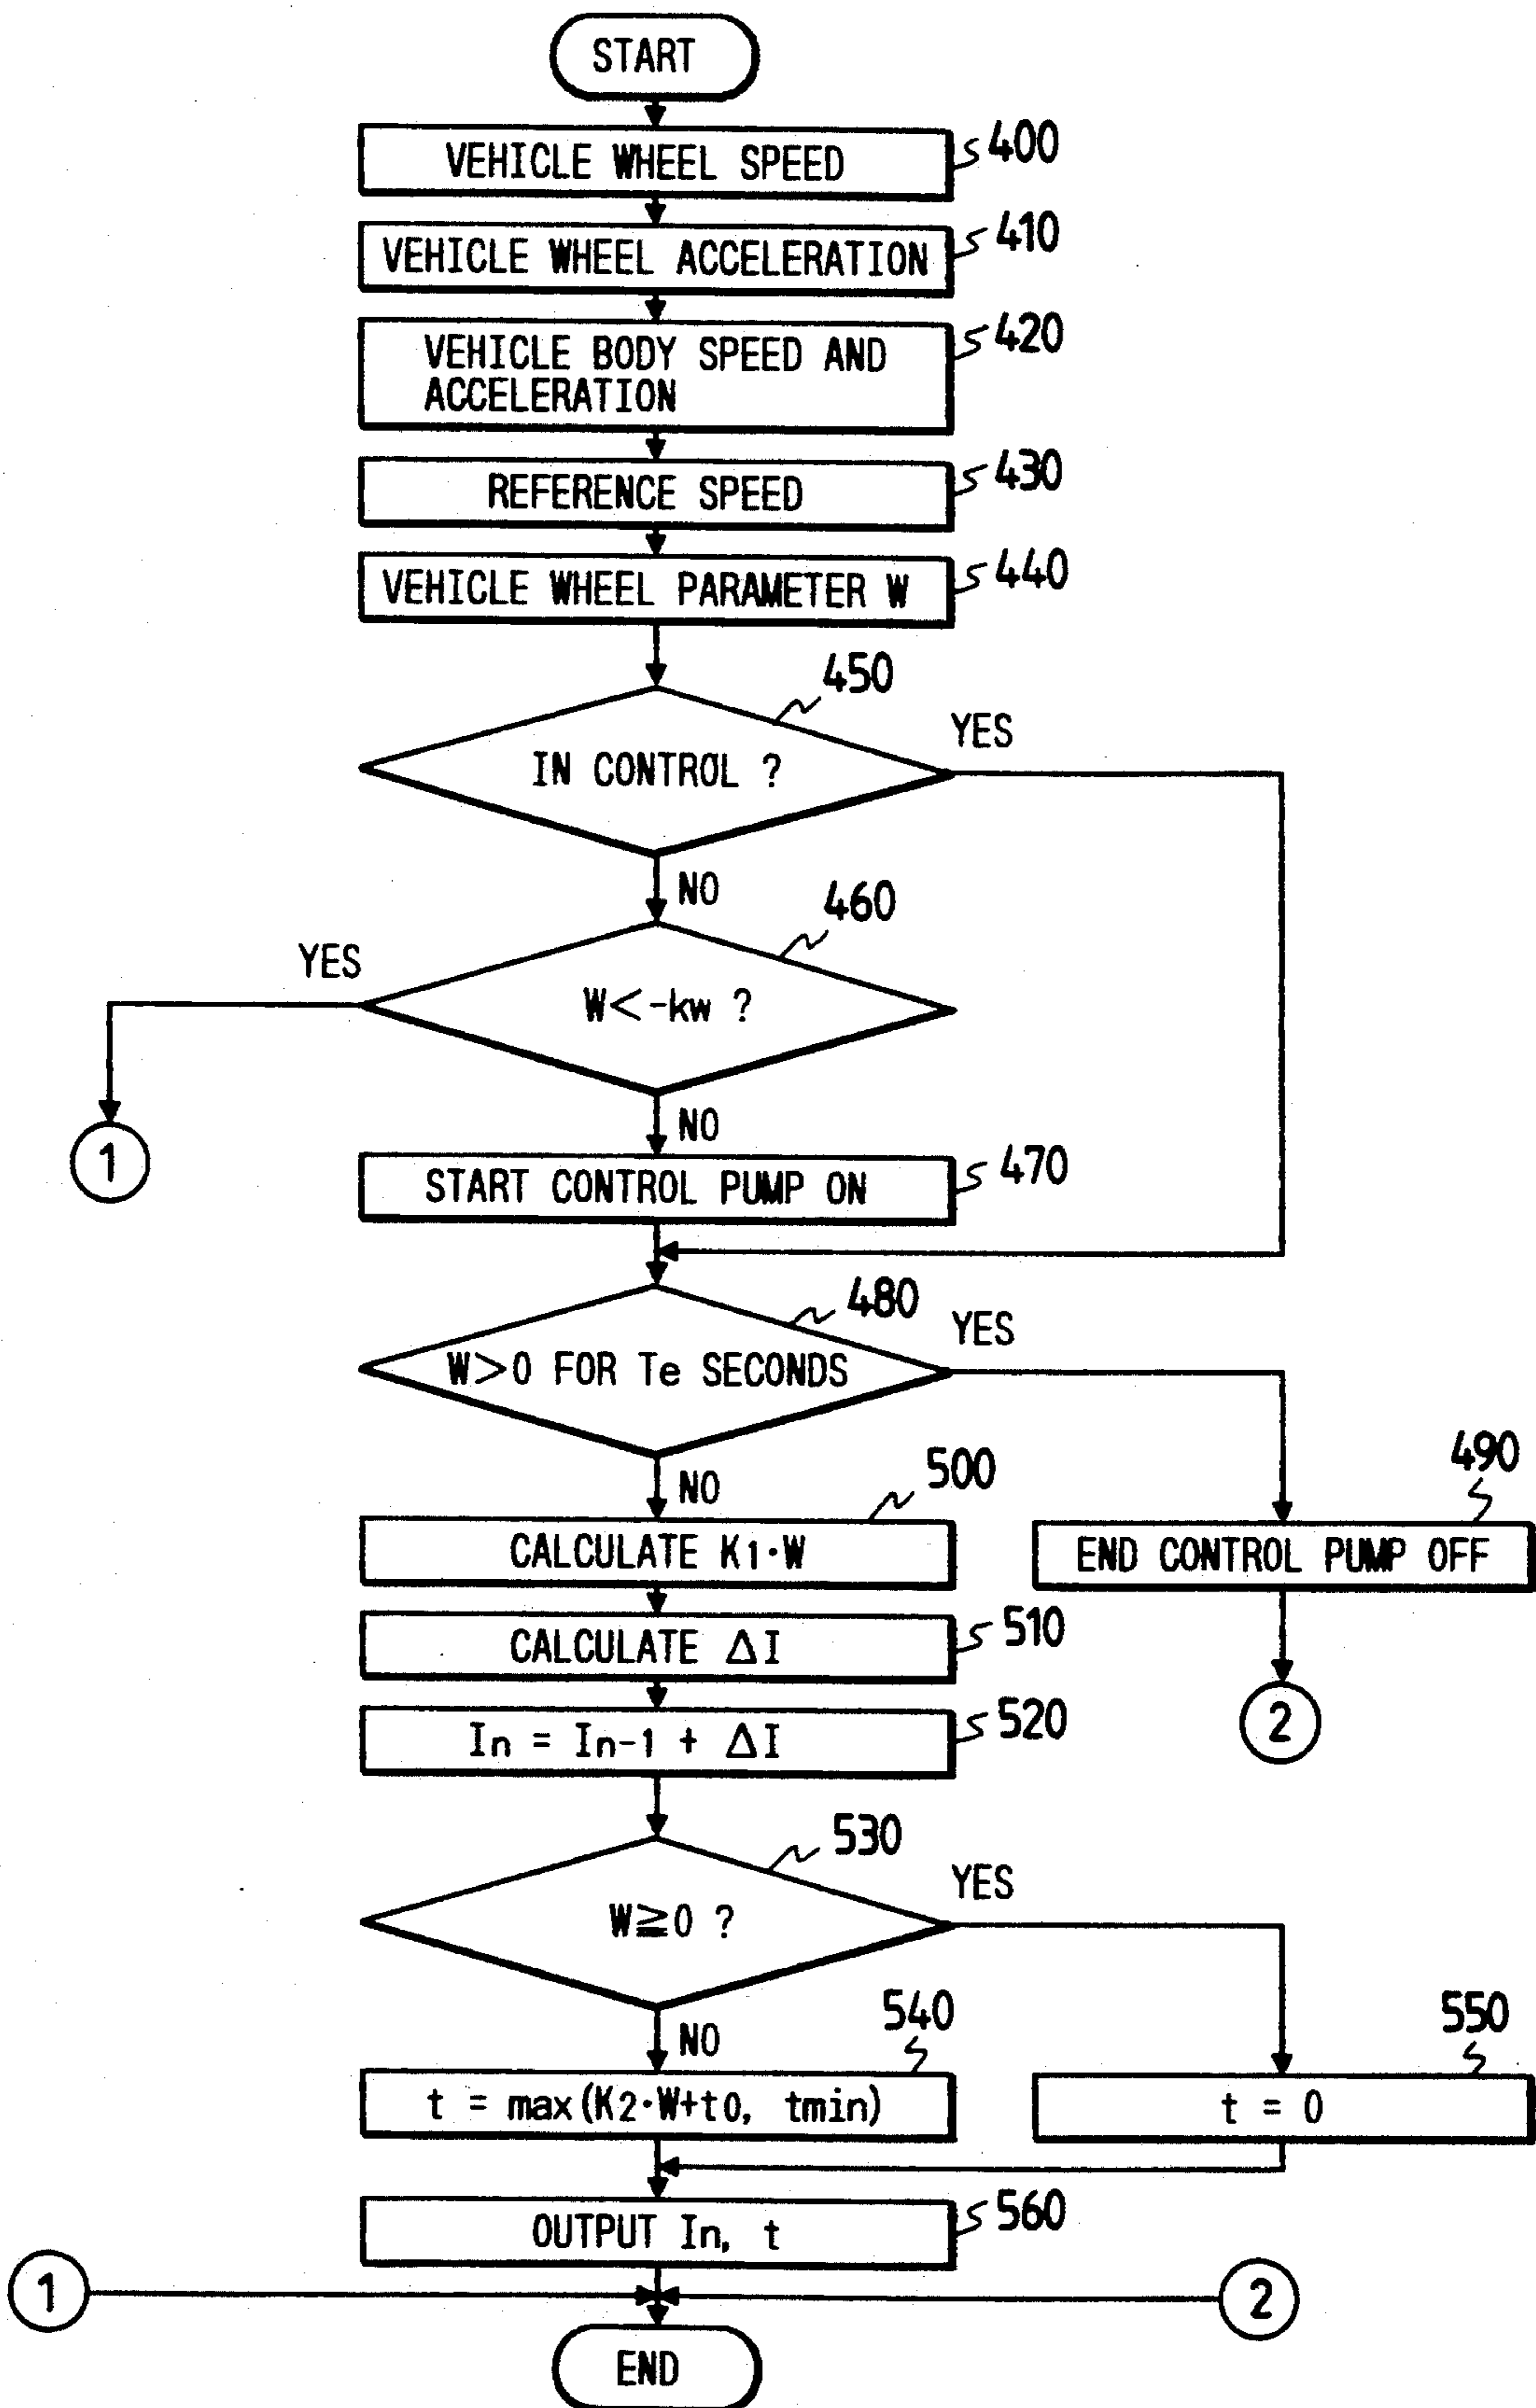 START
VEHICLE WHEEL SPEED
400
VEHICLE WHEEL ACCELERATION
410
VEHICLE BODY SPEED AND
ACCELERATION
420
REFERENCE SPEED
430
VEHICLE WHEEL PARAMETER W
440
450
IN CONTROL ?
YES
NO
460
YES
W<-kw ?
NO
1
START CONTROL PUMP ON
470
480
W>0 FOR Te SECONDS
YES
NO
500
CALCULATE K1·W
490
END CONTROL PUMP OFF
CALCULATE ΔI
510
In = In-1 + ΔI
520
2
530
W≧0 ?
YES
NO
540
t = max(K2·W+t0, tmin)
550
t = 0
OUTPUT In, t
560
1
2
END